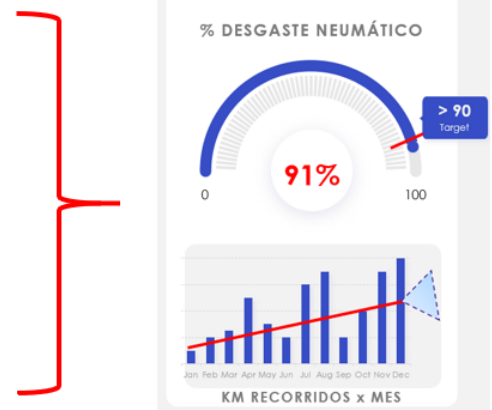 % DESGASTE NEUMÁTICO
> 90
Target
91%
0
100
Jan Feb Mar Apr May Jun Jul Aug Sep Oct Nov Dec
KM RECORRIDOS x MES